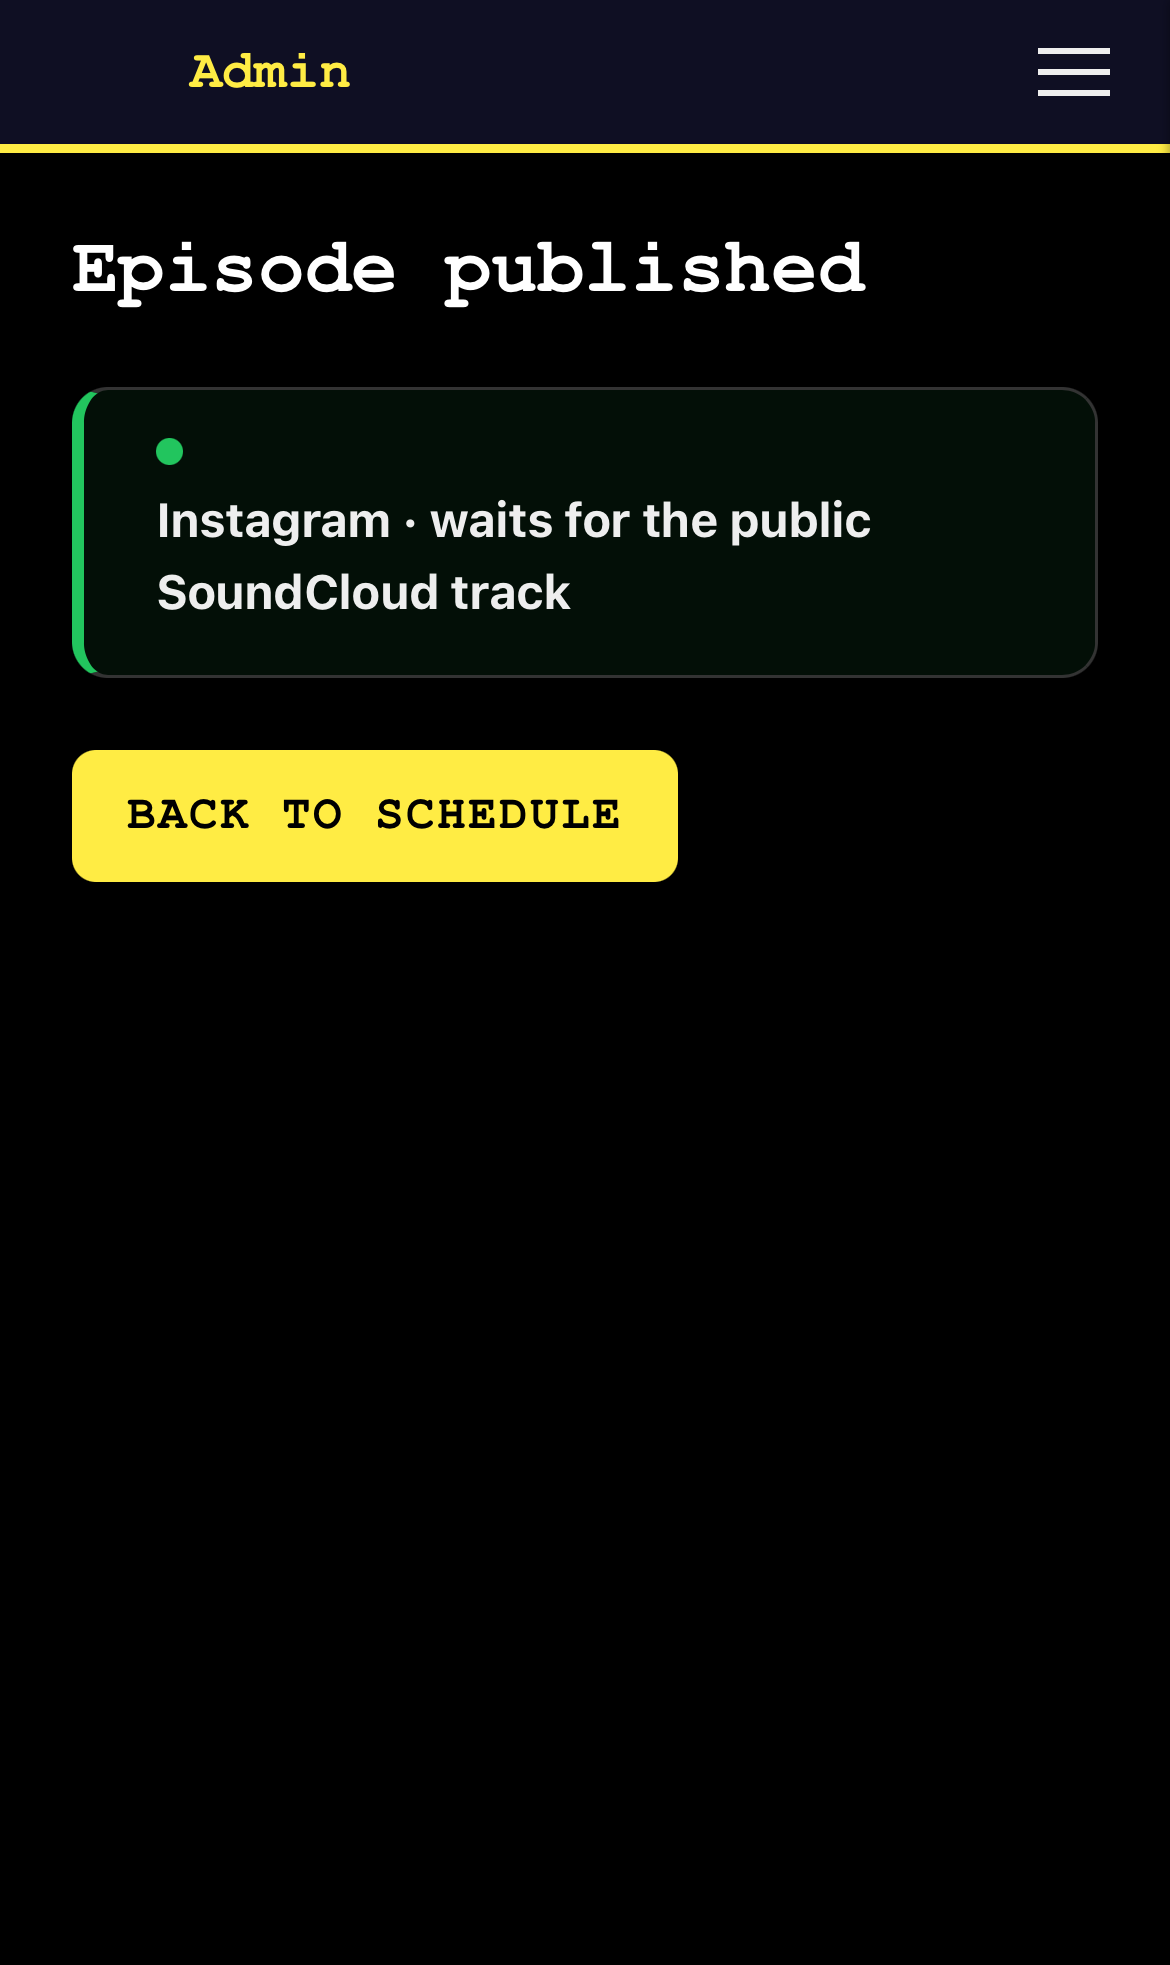 Admin
Episode published
Instagram · waits for the public
SoundCloud track
BACK TO SCHEDULE